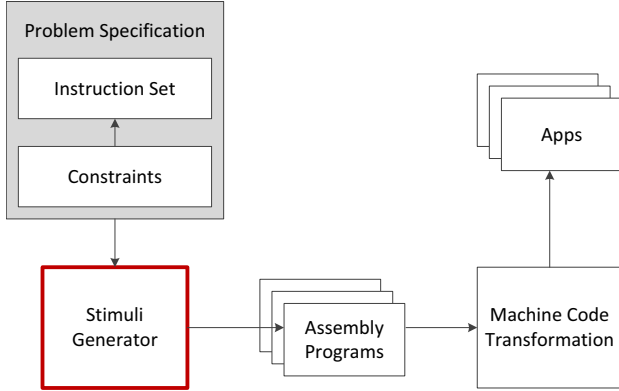 Problem Specification
Instruction Set
Constraints
Apps
Stimuli
Generator
Assembly
Programs
Machine Code
Transformation